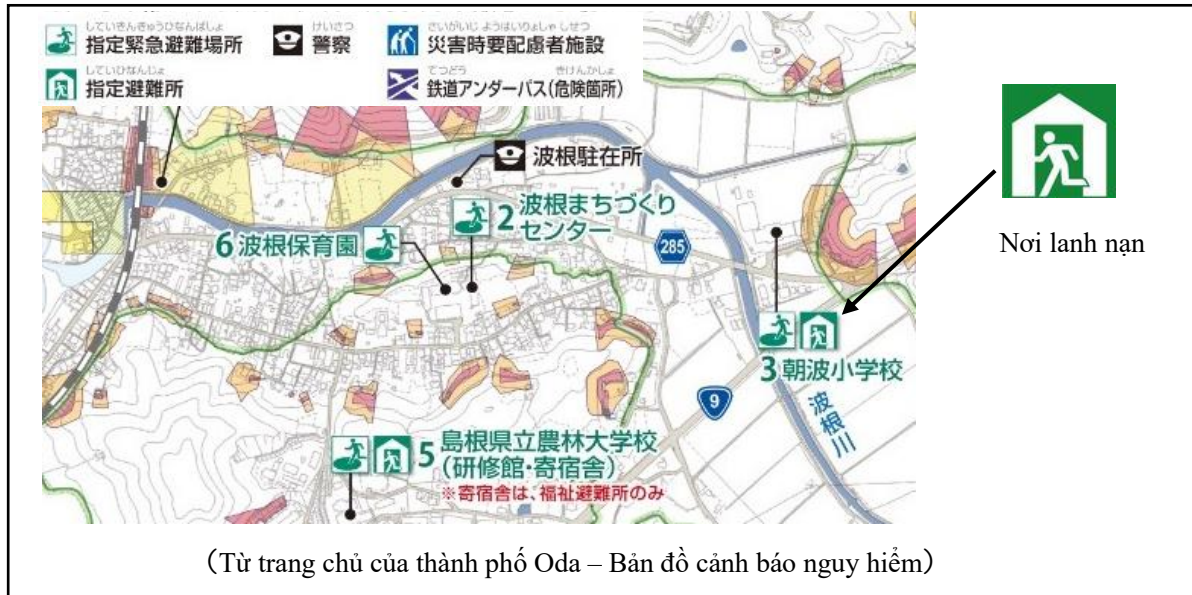 していきんきゅうひなんばしょ
指定緊急避難場所
けいさつ
警察
さいがいじ ようはいりょしゃ しせつ
災害時要配慮者施設
していひなんじょ
指定避難所
てつどう きけんかしょ
鉄道アンダーパス(危険箇所)
波根駐在所
2 波根まちづくり
センター
6 波根保育園
285
Nơi lanh nạn
3 朝波小学校
9
波根川
5 島根県立農林大学校
(研修館・寄宿舎)
※寄宿舎は、福祉避難所のみ
(Từ trang chủ của thành phố Oda – Bản đồ cảnh báo nguy hiểm)